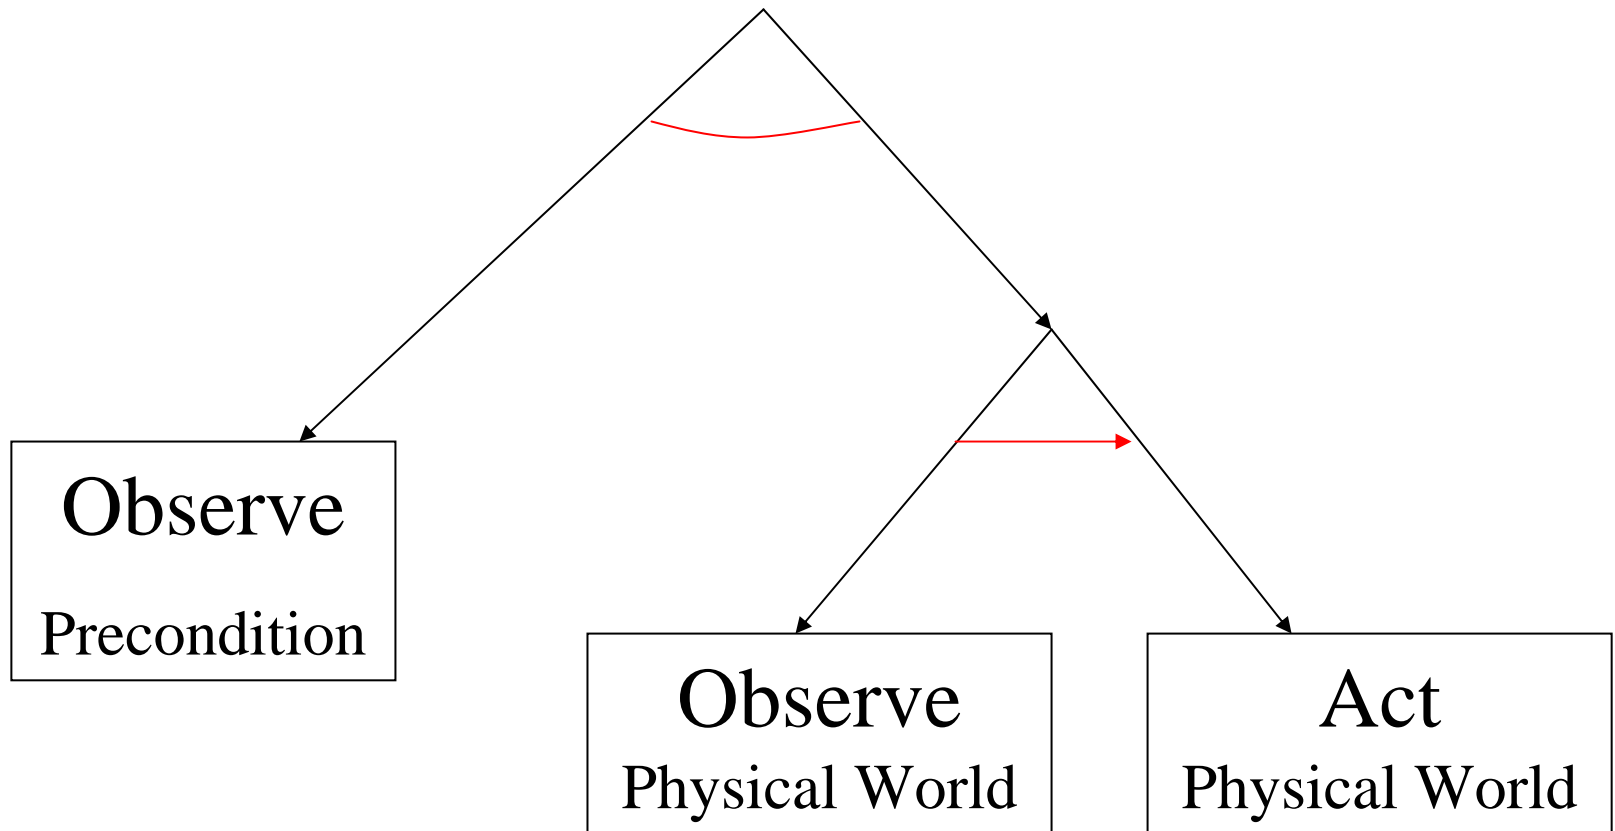 Observe
Precondition
Observe
Physical World
Act
Physical World